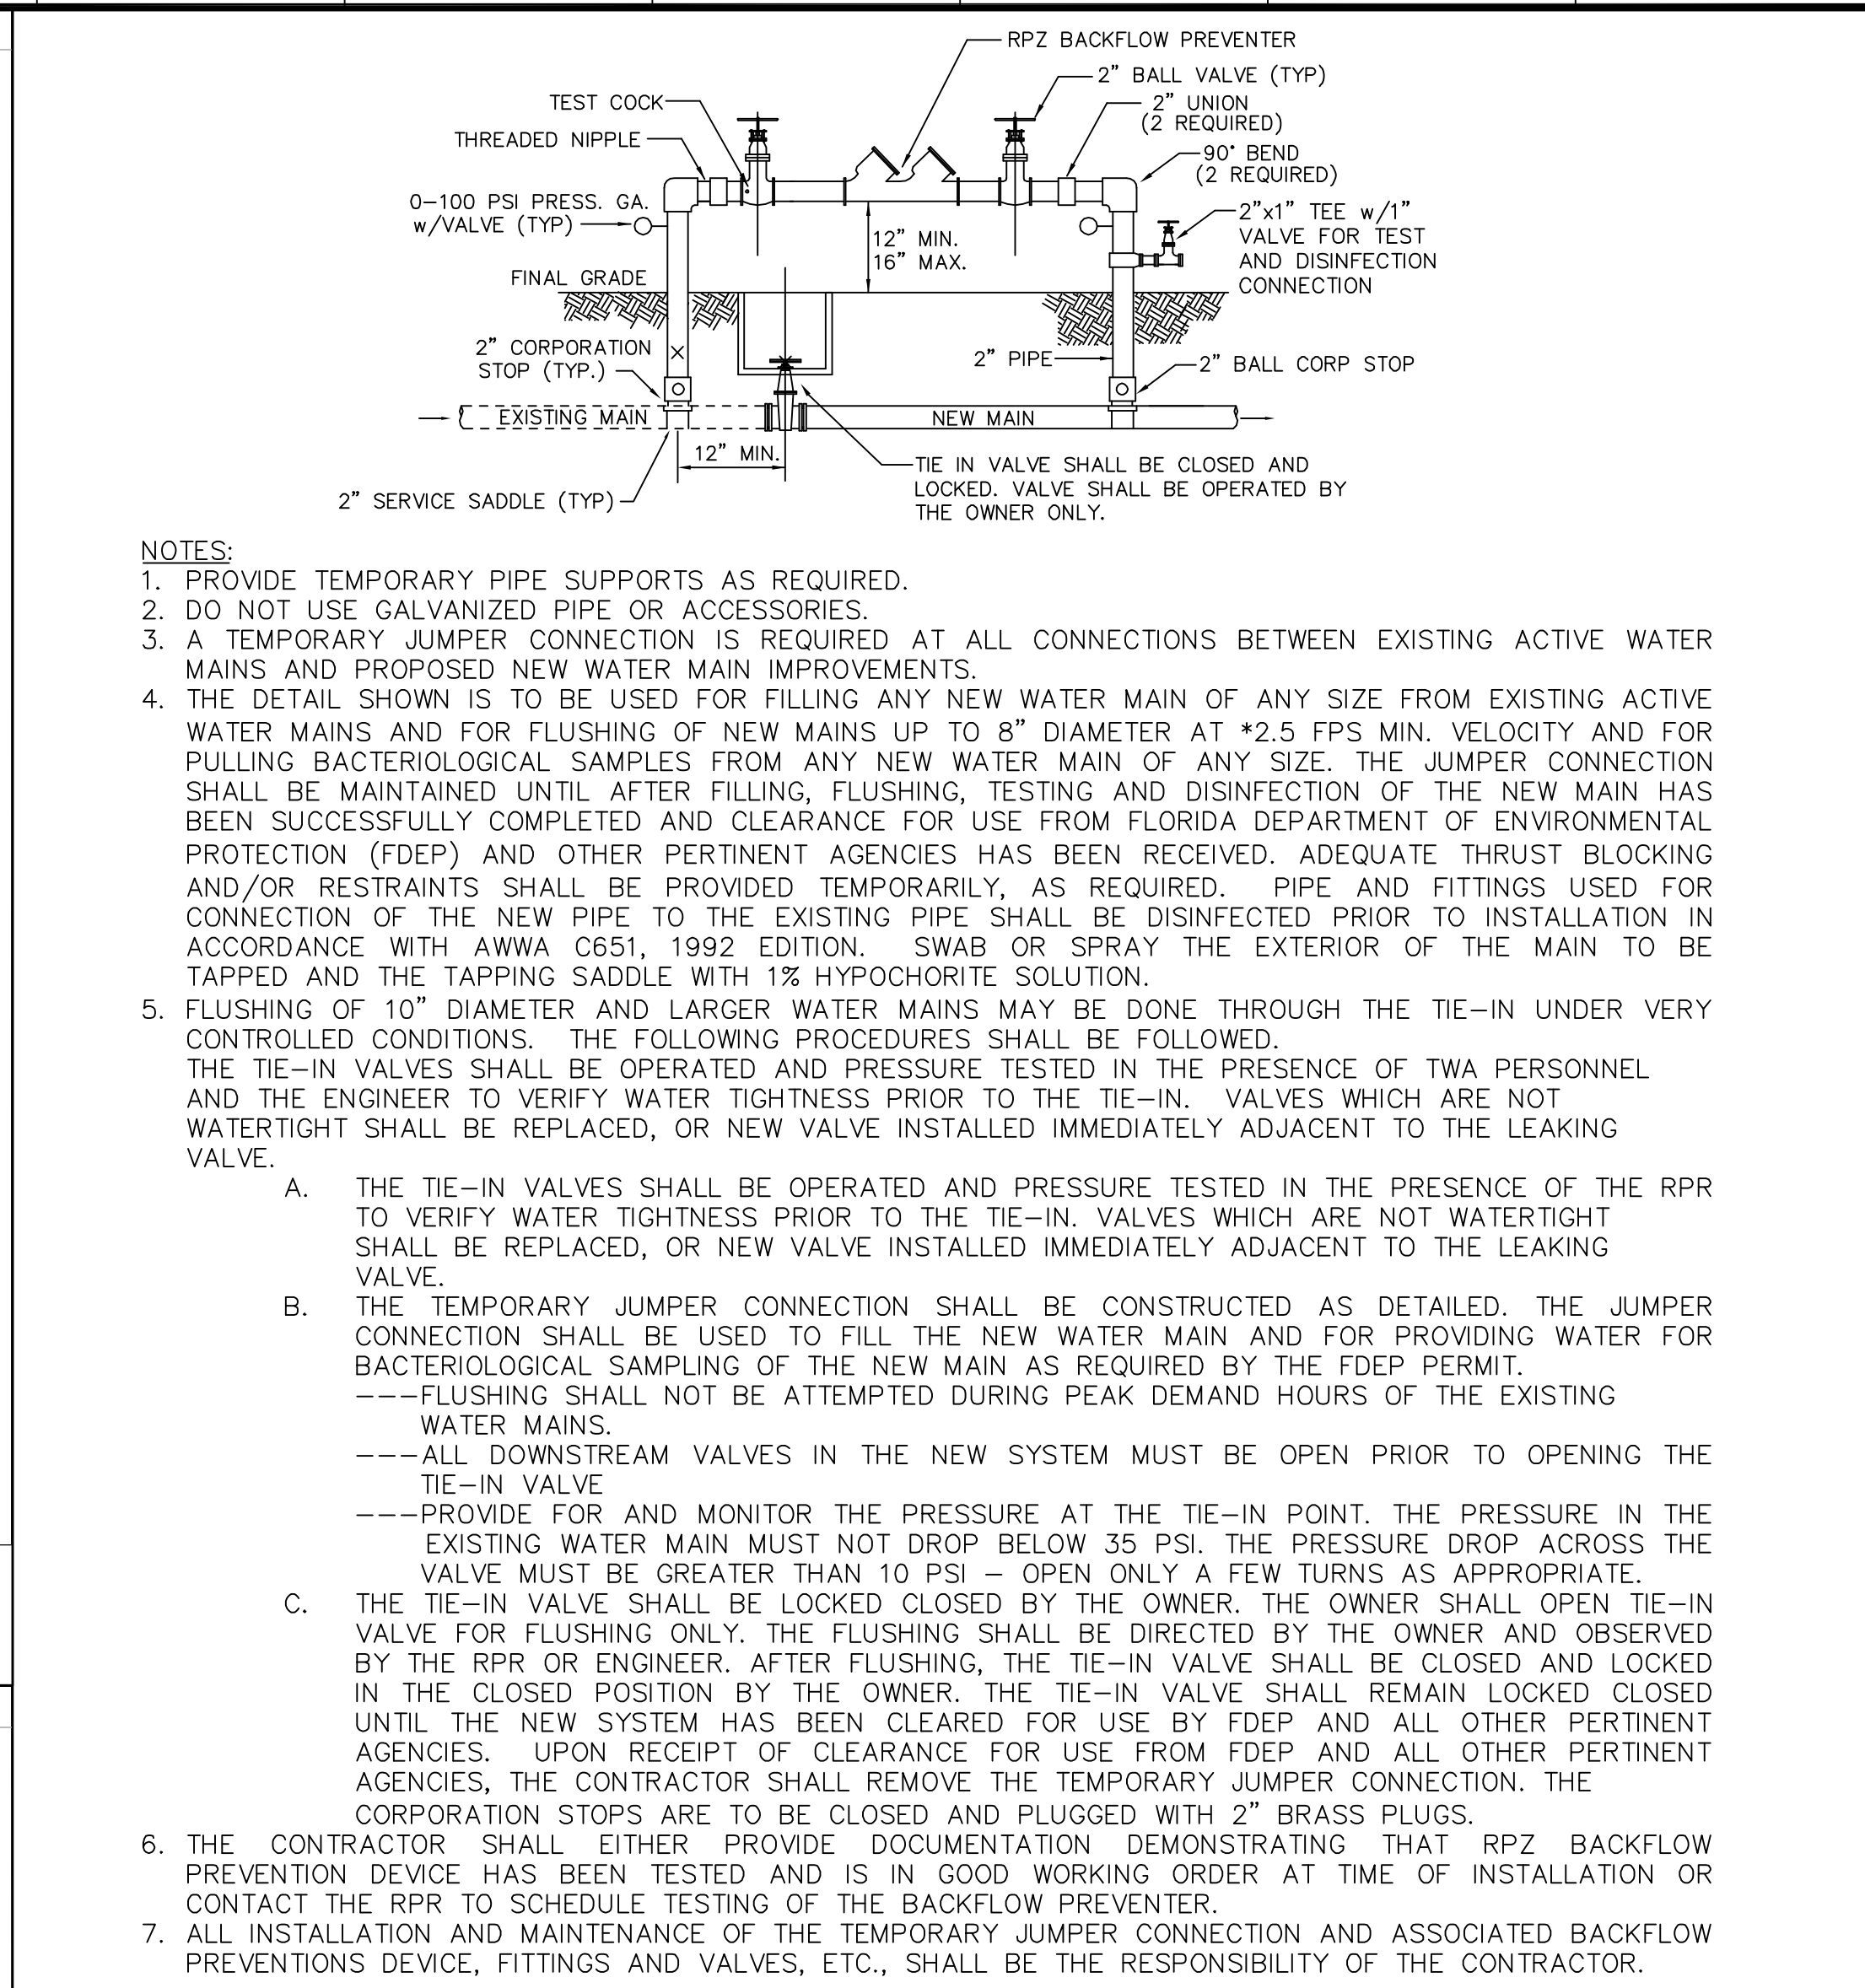 RPZ BACKFLOW PREVENTER
2” BALL VALVE (TYP)
TEST COCK
2” UNION
(2 REQUIRED)
THREADED NIPPLE
90° BEND
(2 REQUIRED)
0–100 PSI PRESS. GA.
w/VALVE (TYP)
2”x1” TEE w/1”
VALVE FOR TEST
AND DISINFECTION
CONNECTION
12” MIN.
16” MAX.
FINAL GRADE
2” CORPORATION
STOP (TYP.)
2” PIPE
2” BALL CORP STOP
EXISTING MAIN
NEW MAIN
12” MIN.
TIE IN VALVE SHALL BE CLOSED AND
LOCKED. VALVE SHALL BE OPERATED BY
THE OWNER ONLY.
2” SERVICE SADDLE (TYP)
NOTES:
1. PROVIDE TEMPORARY PIPE SUPPORTS AS REQUIRED.
2. DO NOT USE GALVANIZED PIPE OR ACCESSORIES.
3. A TEMPORARY JUMPER CONNECTION IS REQUIRED AT ALL CONNECTIONS BETWEEN EXISTING ACTIVE WATER
MAINS AND PROPOSED NEW WATER MAIN IMPROVEMENTS.
4. THE DETAIL SHOWN IS TO BE USED FOR FILLING ANY NEW WATER MAIN OF ANY SIZE FROM EXISTING ACTIVE
WATER MAINS AND FOR FLUSHING OF NEW MAINS UP TO 8” DIAMETER AT *2.5 FPS MIN. VELOCITY AND FOR
PULLING BACTERIOLOGICAL SAMPLES FROM ANY NEW WATER MAIN OF ANY SIZE. THE JUMPER CONNECTION
SHALL BE MAINTAINED UNTIL AFTER FILLING, FLUSHING, TESTING AND DISINFECTION OF THE NEW MAIN HAS
BEEN SUCCESSFULLY COMPLETED AND CLEARANCE FOR USE FROM FLORIDA DEPARTMENT OF ENVIRONMENTAL
PROTECTION (FDEP) AND OTHER PERTINENT AGENCIES HAS BEEN RECEIVED. ADEQUATE THRUST BLOCKING
AND/OR RESTRAINTS SHALL BE PROVIDED TEMPORARILY, AS REQUIRED. PIPE AND FITTINGS USED FOR
CONNECTION OF THE NEW PIPE TO THE EXISTING PIPE SHALL BE DISINFECTED PRIOR TO INSTALLATION IN
ACCORDANCE WITH AWWA C651, 1992 EDITION. SWAB OR SPRAY THE EXTERIOR OF THE MAIN TO BE
TAPPED AND THE TAPPING SADDLE WITH 1% HYPOCHORITE SOLUTION.
5. FLUSHING OF 10” DIAMETER AND LARGER WATER MAINS MAY BE DONE THROUGH THE TIE–IN UNDER VERY
CONTROLLED CONDITIONS. THE FOLLOWING PROCEDURES SHALL BE FOLLOWED.
THE TIE–IN VALVES SHALL BE OPERATED AND PRESSURE TESTED IN THE PRESENCE OF TWA PERSONNEL
AND THE ENGINEER TO VERIFY WATER TIGHTNESS PRIOR TO THE TIE–IN. VALVES WHICH ARE NOT
WATERTIGHT SHALL BE REPLACED, OR NEW VALVE INSTALLED IMMEDIATELY ADJACENT TO THE LEAKING
VALVE.
A. THE TIE–IN VALVES SHALL BE OPERATED AND PRESSURE TESTED IN THE PRESENCE OF THE RPR
TO VERIFY WATER TIGHTNESS PRIOR TO THE TIE–IN. VALVES WHICH ARE NOT WATERTIGHT
SHALL BE REPLACED, OR NEW VALVE INSTALLED IMMEDIATELY ADJACENT TO THE LEAKING
VALVE.
B. THE TEMPORARY JUMPER CONNECTION SHALL BE CONSTRUCTED AS DETAILED. THE JUMPER
CONNECTION SHALL BE USED TO FILL THE NEW WATER MAIN AND FOR PROVIDING WATER FOR
BACTERIOLOGICAL SAMPLING OF THE NEW MAIN AS REQUIRED BY THE FDEP PERMIT.
–––FLUSHING SHALL NOT BE ATTEMPTED DURING PEAK DEMAND HOURS OF THE EXISTING
WATER MAINS.
–––ALL DOWNSTREAM VALVES IN THE NEW SYSTEM MUST BE OPEN PRIOR TO OPENING THE
TIE–IN VALVE
–––PROVIDE FOR AND MONITOR THE PRESSURE AT THE TIE–IN POINT. THE PRESSURE IN THE
EXISTING WATER MAIN MUST NOT DROP BELOW 35 PSI. THE PRESSURE DROP ACROSS THE
VALVE MUST BE GREATER THAN 10 PSI – OPEN ONLY A FEW TURNS AS APPROPRIATE.
C. THE TIE–IN VALVE SHALL BE LOCKED CLOSED BY THE OWNER. THE OWNER SHALL OPEN TIE–IN
VALVE FOR FLUSHING ONLY. THE FLUSHING SHALL BE DIRECTED BY THE OWNER AND OBSERVED
BY THE RPR OR ENGINEER. AFTER FLUSHING, THE TIE–IN VALVE SHALL BE CLOSED AND LOCKED
IN THE CLOSED POSITION BY THE OWNER. THE TIE–IN VALVE SHALL REMAIN LOCKED CLOSED
UNTIL THE NEW SYSTEM HAS BEEN CLEARED FOR USE BY FDEP AND ALL OTHER PERTINENT
AGENCIES. UPON RECEIPT OF CLEARANCE FOR USE FROM FDEP AND ALL OTHER PERTINENT
AGENCIES, THE CONTRACTOR SHALL REMOVE THE TEMPORARY JUMPER CONNECTION. THE
CORPORATION STOPS ARE TO BE CLOSED AND PLUGGED WITH 2” BRASS PLUGS.
6. THE CONTRACTOR SHALL EITHER PROVIDE DOCUMENTATION DEMONSTRATING THAT RPZ BACKFLOW
PREVENTION DEVICE HAS BEEN TESTED AND IS IN GOOD WORKING ORDER AT TIME OF INSTALLATION OR
CONTACT THE RPR TO SCHEDULE TESTING OF THE BACKFLOW PREVENTER.
7. ALL INSTALLATION AND MAINTENANCE OF THE TEMPORARY JUMPER CONNECTION AND ASSOCIATED BACKFLOW
PREVENTIONS DEVICE, FITTINGS AND VALVES, ETC., SHALL BE THE RESPONSIBILITY OF THE CONTRACTOR.